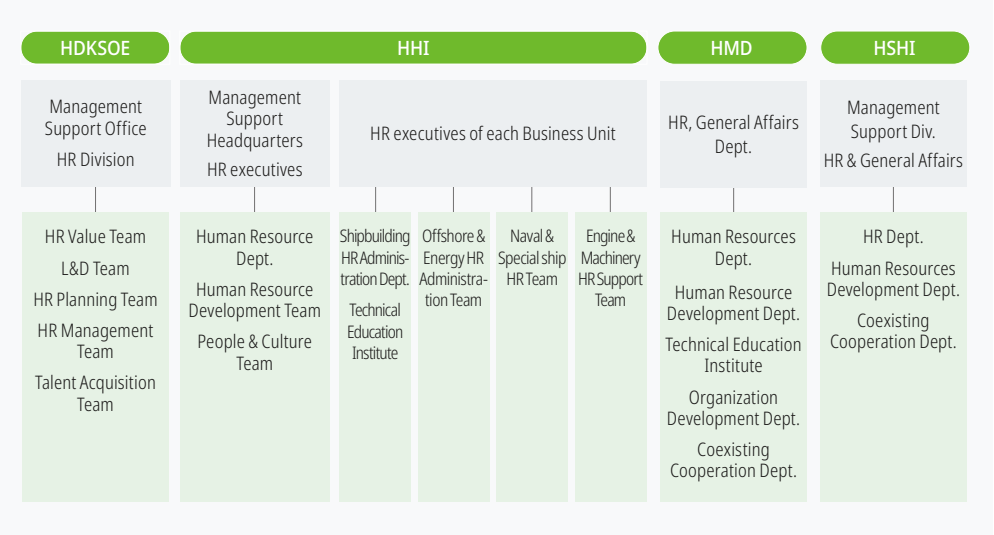 HDKSOE
HHI
HMD
HSHI
Management
Support Office
HR Division
Management
Support
Headquarters
HR executives
HR executives of each Business Unit
HR, General Affairs
Dept.
Management
Support Div.
HR & General Affairs
HR Value Team
L&D Team
HR Planning Team
HR Management
Team
Talent Acquisition
Team
Human Resource
Dept.
Human Resource
Development Team
People & Culture
Team
Shipbuilding
HR Adminis-
tration Dept.
Technical
Education
Institute
Offshore &
Energy HR
Administra-
tion Team
Naval &
Special ship
HR Team
Engine &
Machinery
HR Support
Team
Human Resources
Dept.
Human Resource
Development Dept.
Technical Education
Institute
Organization
Development Dept.
Coexisting
Cooperation Dept.
HR Dept.
Human Resources
Development Dept.
Coexisting
Cooperation Dept.